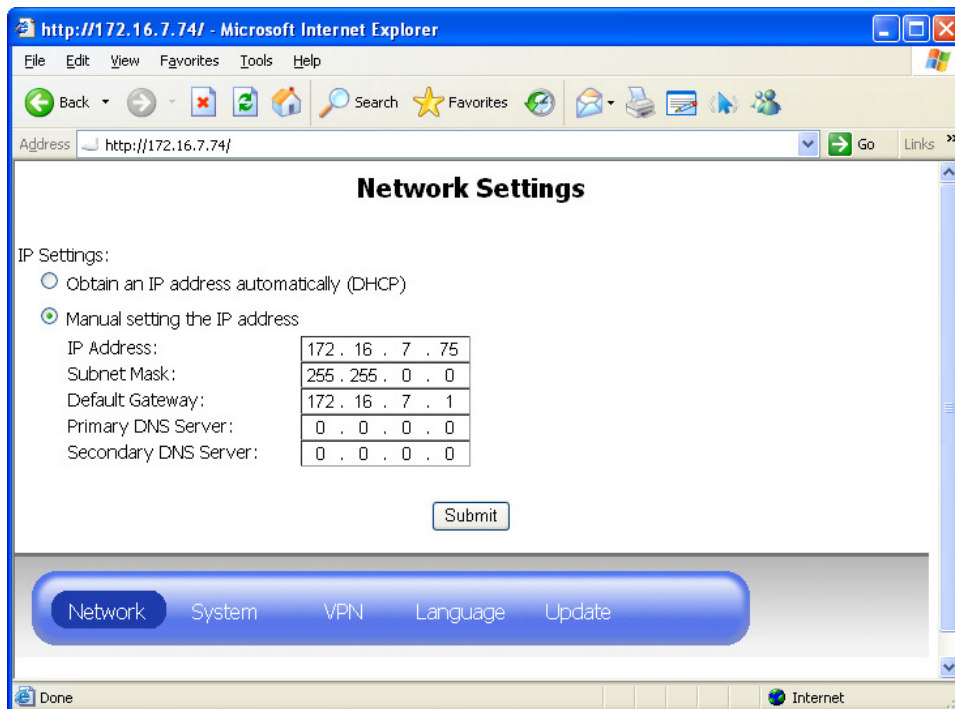 http://172.16.7.74/ - Microsoft Internet Explorer
File Edit View Favorites Tools Help
Back Search Favorites
Address http://172.16.7.74/ Go Links »
Network Settings
IP Settings:
Obtain an IP address automatically (DHCP)
Manual setting the IP address
IP Address: 172 . 16 . 7 . 75
Subnet Mask: 255 . 255 . 0 . 0
Default Gateway: 172 . 16 . 7 . 1
Primary DNS Server: 0 . 0 . 0 . 0
Secondary DNS Server: 0 . 0 . 0 . 0
Submit
Network System VPN Language Update
Done Internet